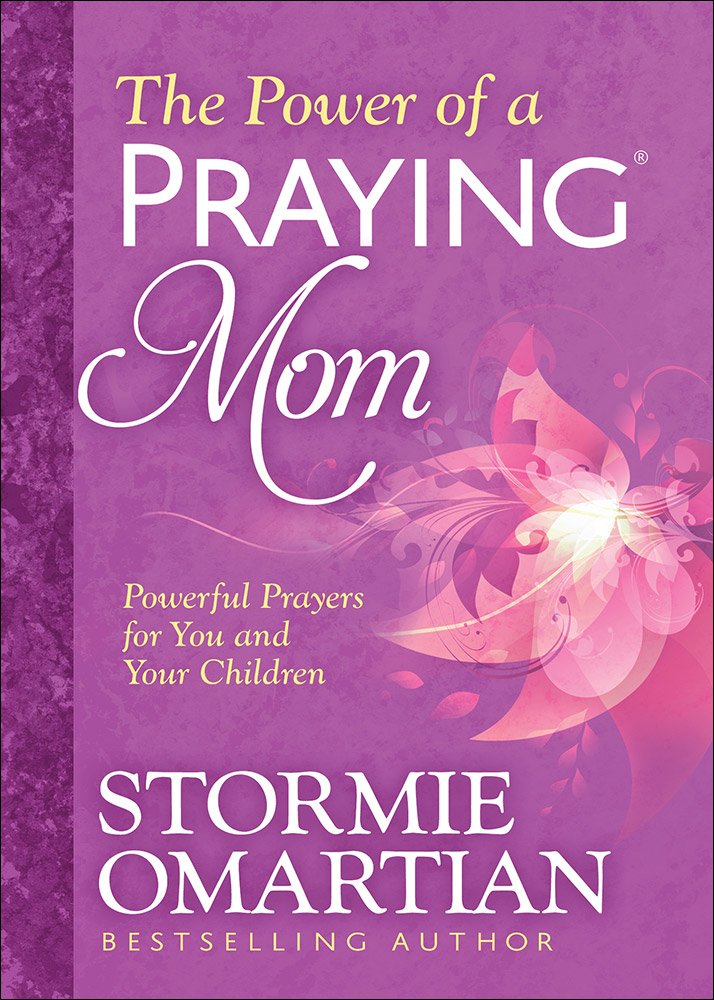 The Power of a
PRAYING®
Mom
Powerful Prayers
for You and
Your Children
STORMIE
OMARTIAN
BESTSELLING AUTHOR